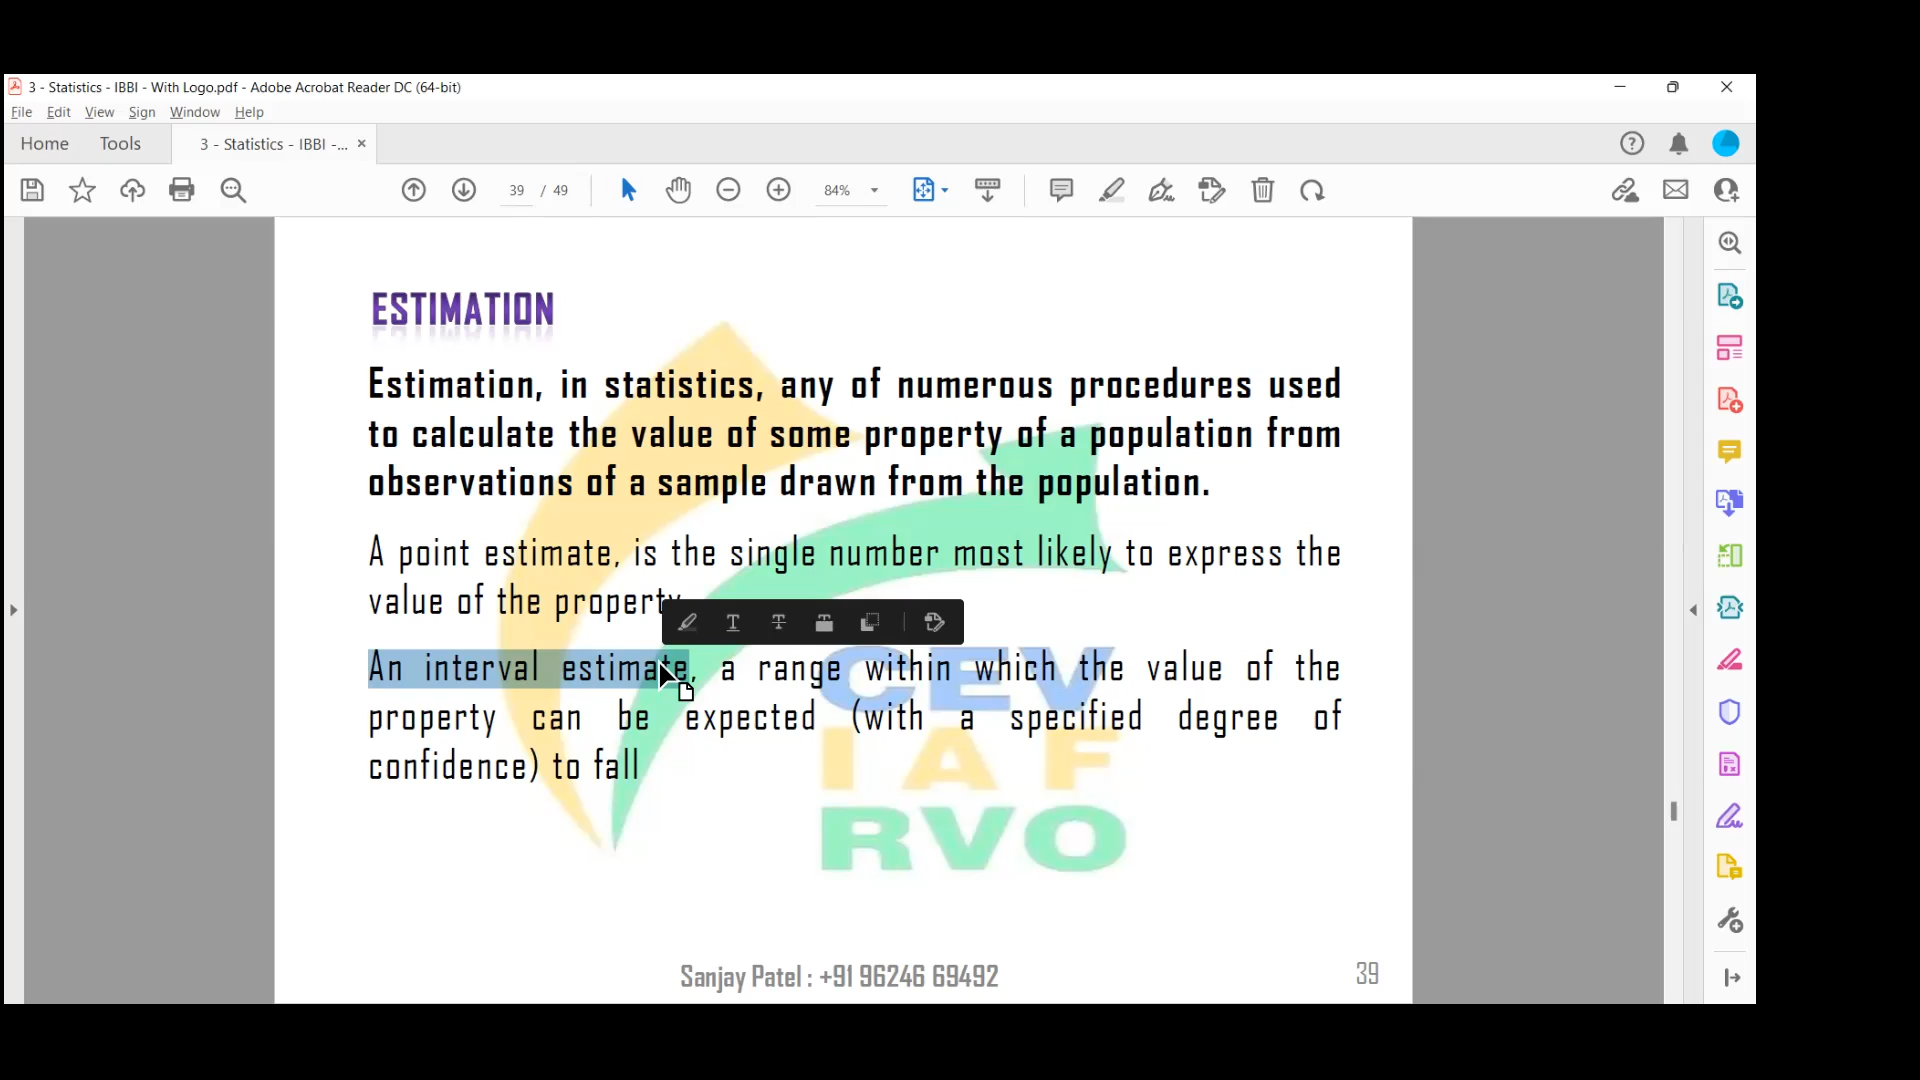 3 - Statistics - IBBI - With Logo.pdf - Adobe Acrobat Reader DC (64-bit)
File Edit View Sign Window Help
Home Tools 3 - Statistics - IBBI -... ×
39 / 49 84%
ESTIMATION
Estimation, in statistics, any of numerous procedures used
to calculate the value of some property of a population from
observations of a sample drawn from the population.
A point estimate, is the single number most likely to express the
value of the property
An interval estimate, a range within which the value of the
property can be expected (with a specified degree of
confidence) to fall
CEV
IAF
RVO
Sanjay Patel : +91 96246 69492
39